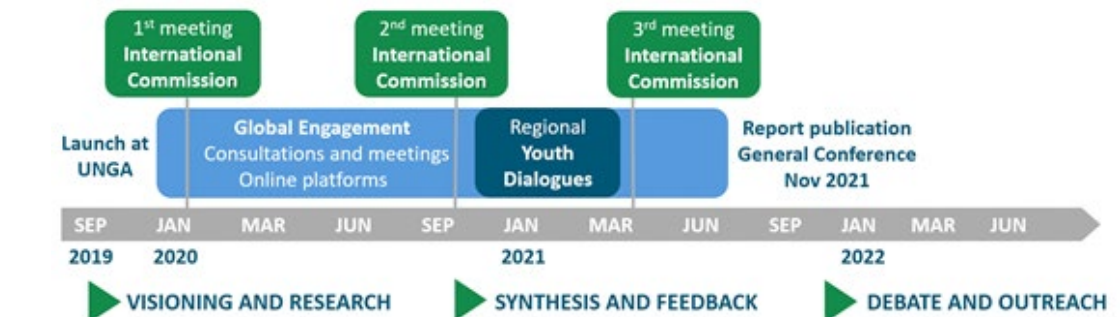 1st meeting
International
Commission
2nd meeting
International
Commission
3rd meeting
International
Commission
Launch at
UNGA
Global Engagement
Consultations and meetings
Online platforms
Regional
Youth
Dialogues
Report publication
General Conference
Nov 2021
SEP JAN MAR JUN SEP JAN MAR JUN SEP JAN MAR JUN
2019 2020 2021 2022
VISIONING AND RESEARCH SYNTHESIS AND FEEDBACK DEBATE AND OUTREACH